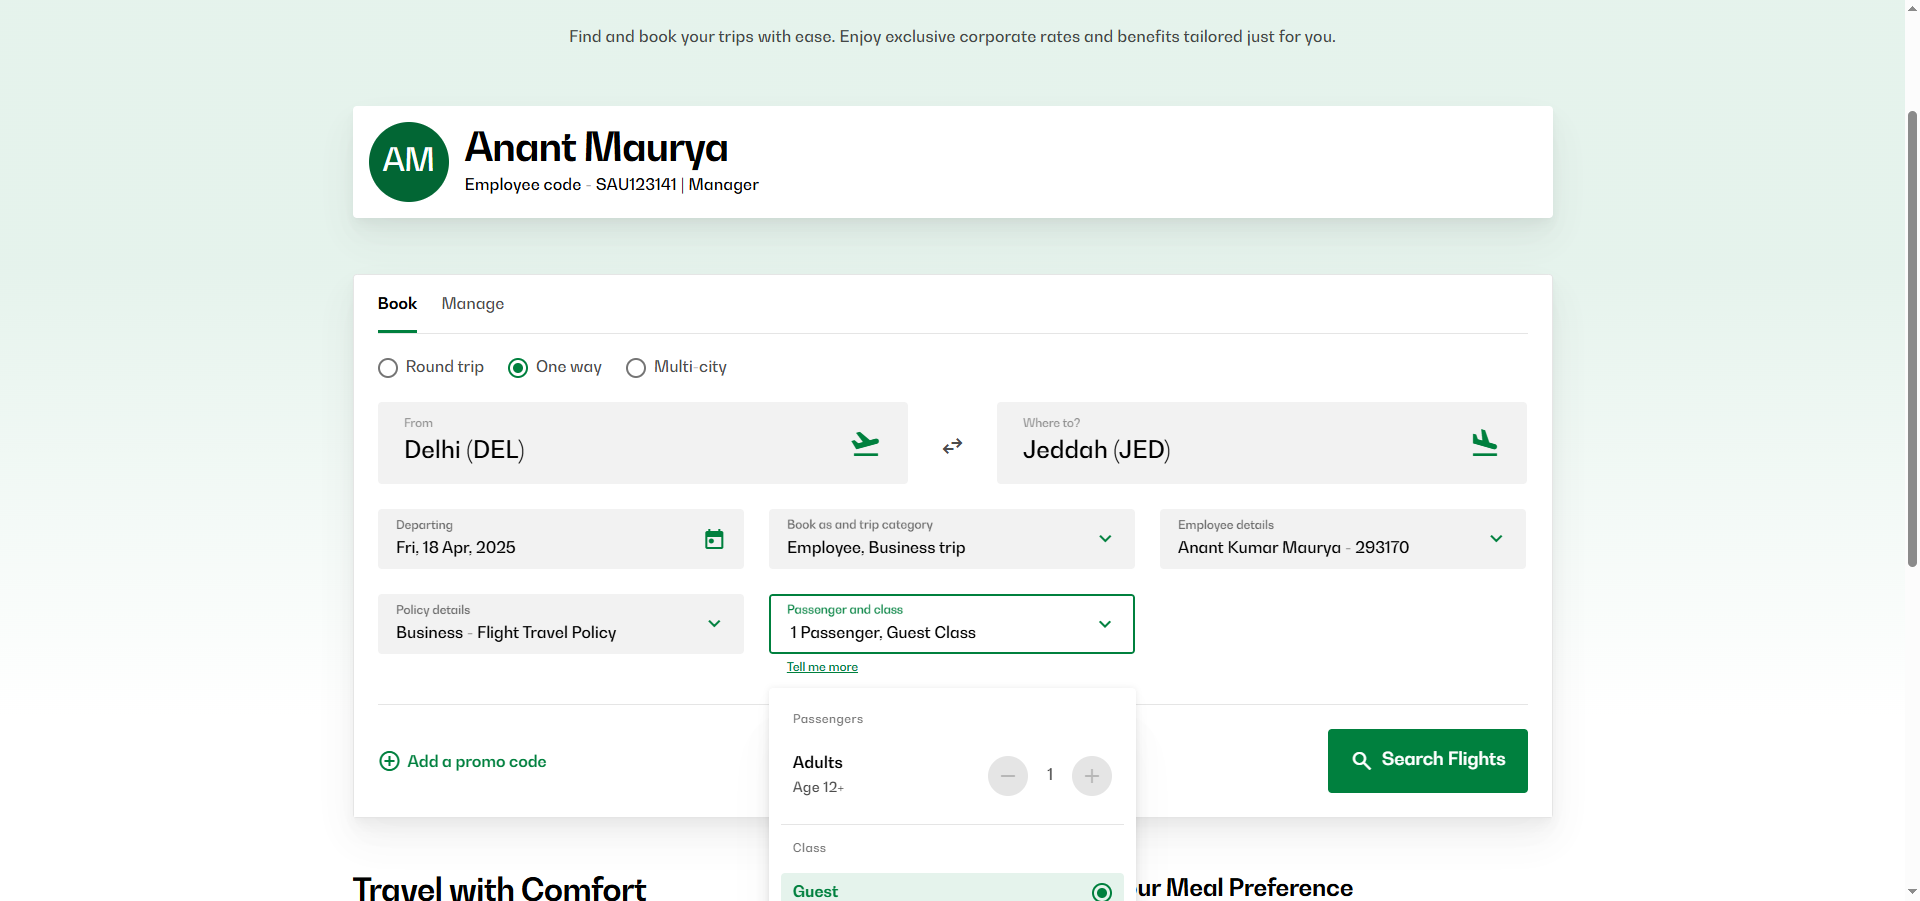 Find and book your trips with ease. Enjoy exclusive corporate rates and benefits tailored just for you.
AM
Anant Maurya
Employee code - SAU123141 | Manager
Book
Manage
Round trip
One way
Multi-city
From
Delhi (DEL)
Where to?
Jeddah (JED)
Departing
Fri, 18 Apr, 2025
Book as and trip category
Employee, Business trip
Employee details
Anant Kumar Maurya - 293170
Policy details
Business - Flight Travel Policy
Passenger and class
1 Passenger, Guest Class
Tell me more
Passengers
Adults
Age 12+
1
Add a promo code
Search Flights
Class
Guest
Travel with Comfort
ur Meal Preference